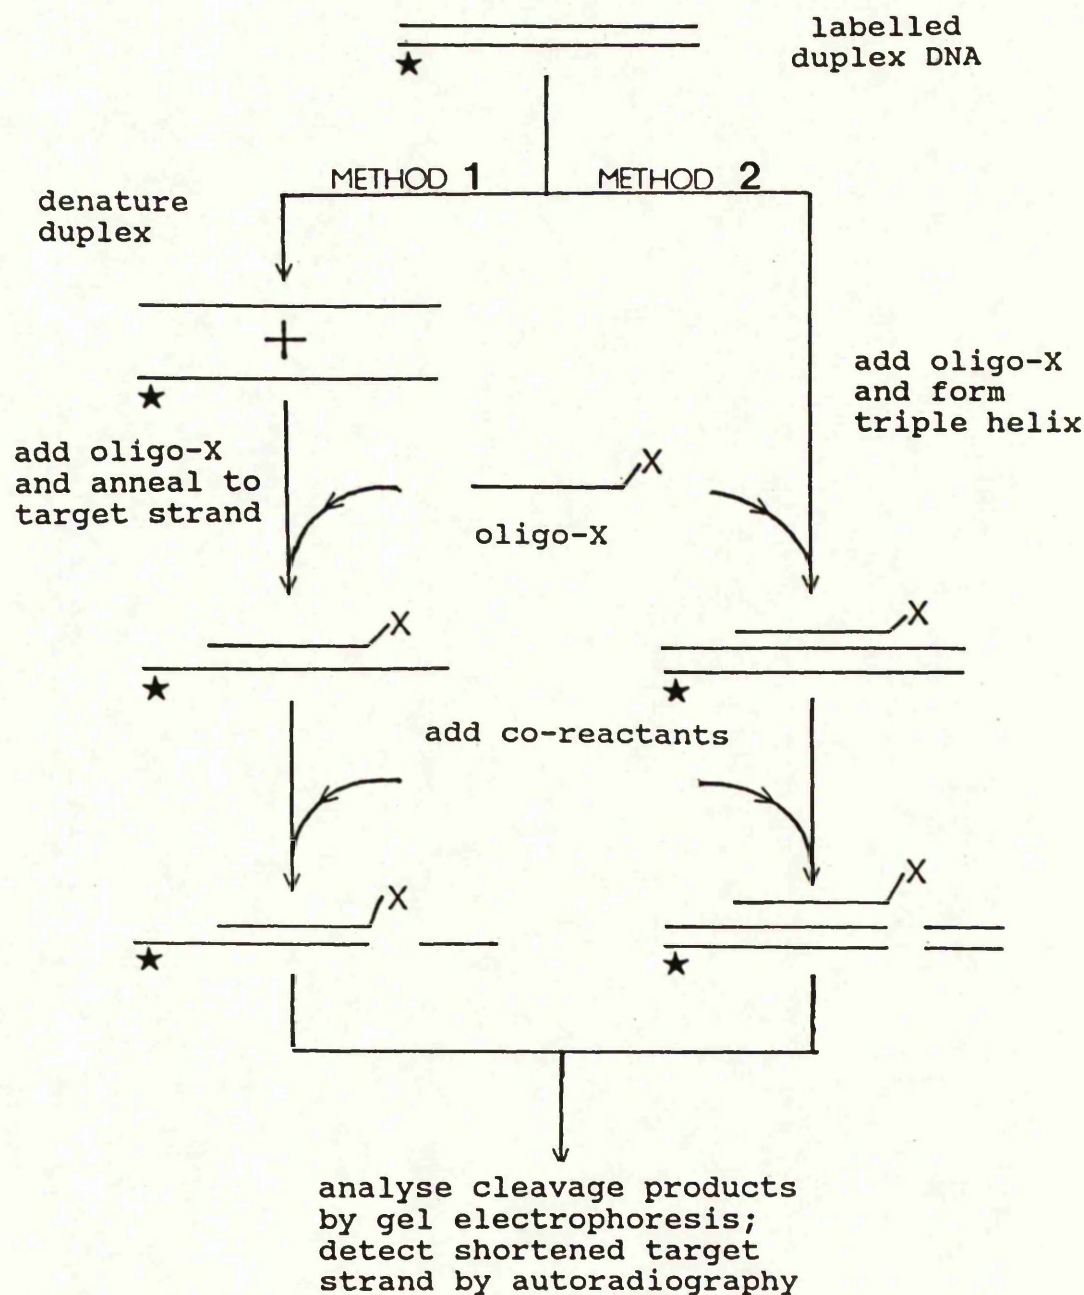 labelled
duplex DNA
METHOD 1 METHOD 2
denature
duplex
add oligo-X
and form
triple helix
add oligo-X
and anneal to
target strand
X
oligo-X
X
X
add co-reactants
X
X
analyse cleavage products
by gel electrophoresis;
detect shortened target
strand by autoradiography